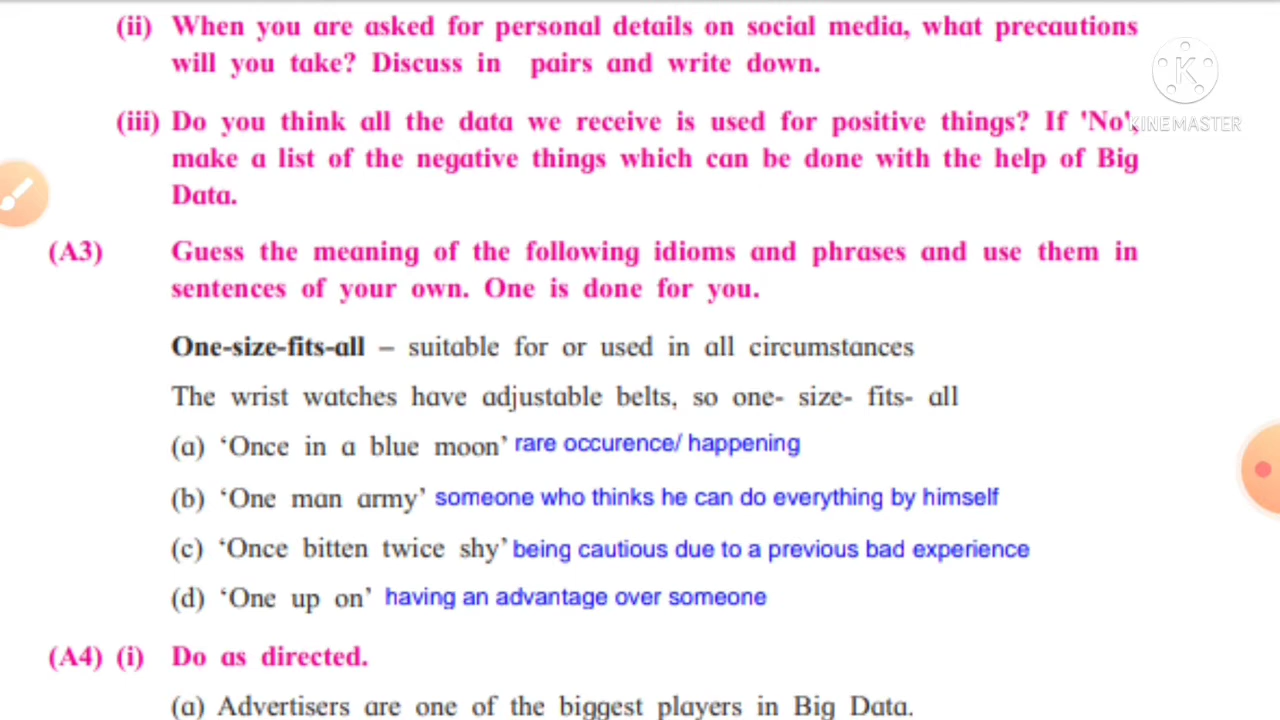 (ii) When you are asked for personal details on social media, what precautions
will you take? Discuss in pairs and write down.
K
KINEMASTER
(iii) Do you think all the data we receive is used for positive things? If 'No',
make a list of the negative things which can be done with the help of Big
Data.
(A3) Guess the meaning of the following idioms and phrases and use them in
sentences of your own. One is done for you.
One-size-fits-all – suitable for or used in all circumstances
The wrist watches have adjustable belts, so one- size- fits- all
(a) ‘Once in a blue moon’ rare occurence/ happening
(b) ‘One man army’ someone who thinks he can do everything by himself
(c) ‘Once bitten twice shy’ being cautious due to a previous bad experience
(d) ‘One up on’ having an advantage over someone
(A4) (i) Do as directed.
(a) Advertisers are one of the biggest players in Big Data.